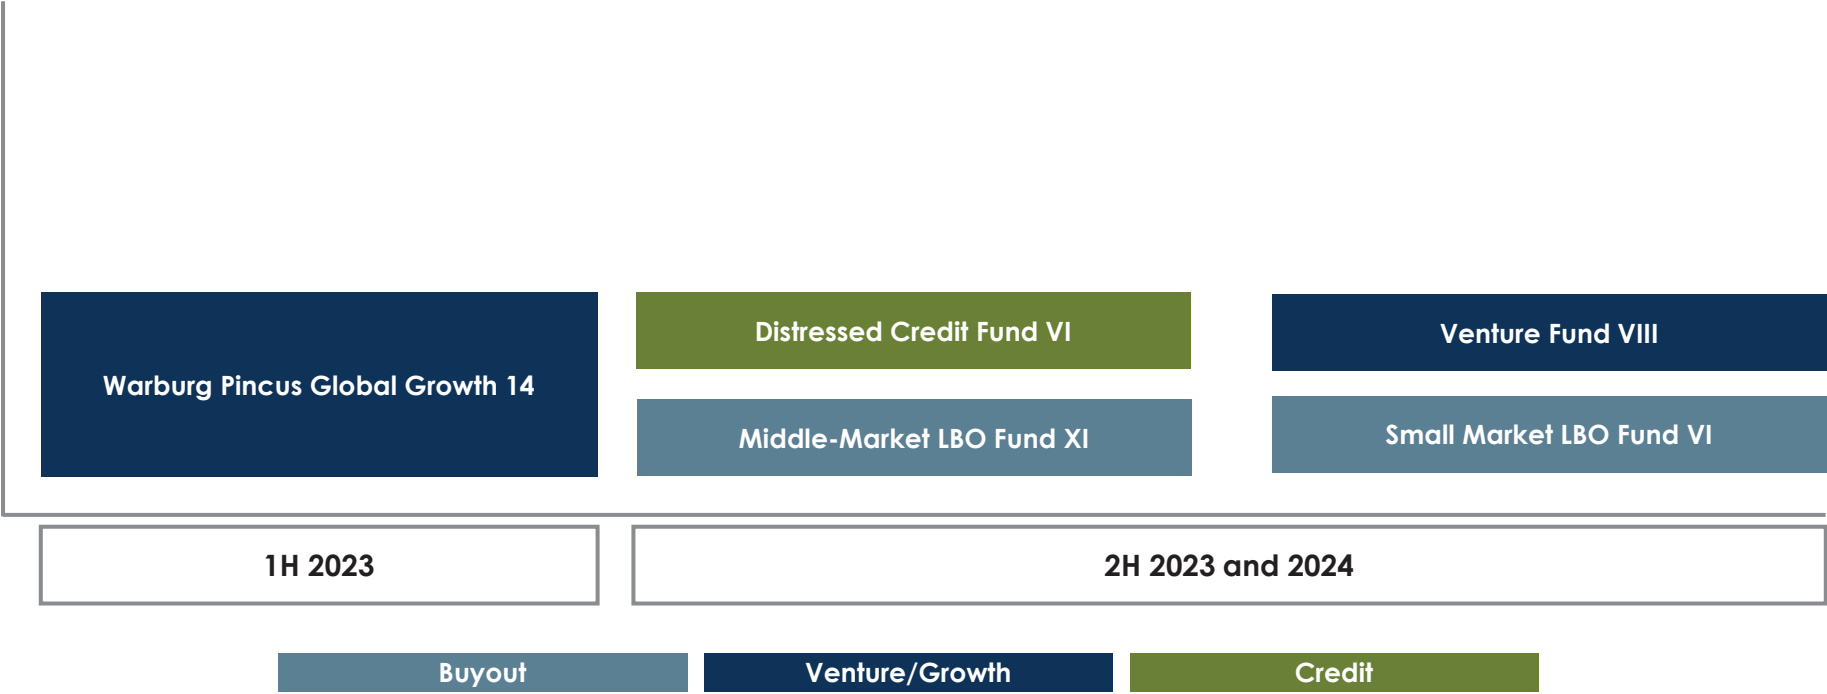 Warburg Pincus Global Growth 14
Distressed Credit Fund VI
Venture Fund VIII
Middle-Market LBO Fund XI
Small Market LBO Fund VI
1H 2023
2H 2023 and 2024
Buyout
Venture/Growth
Credit